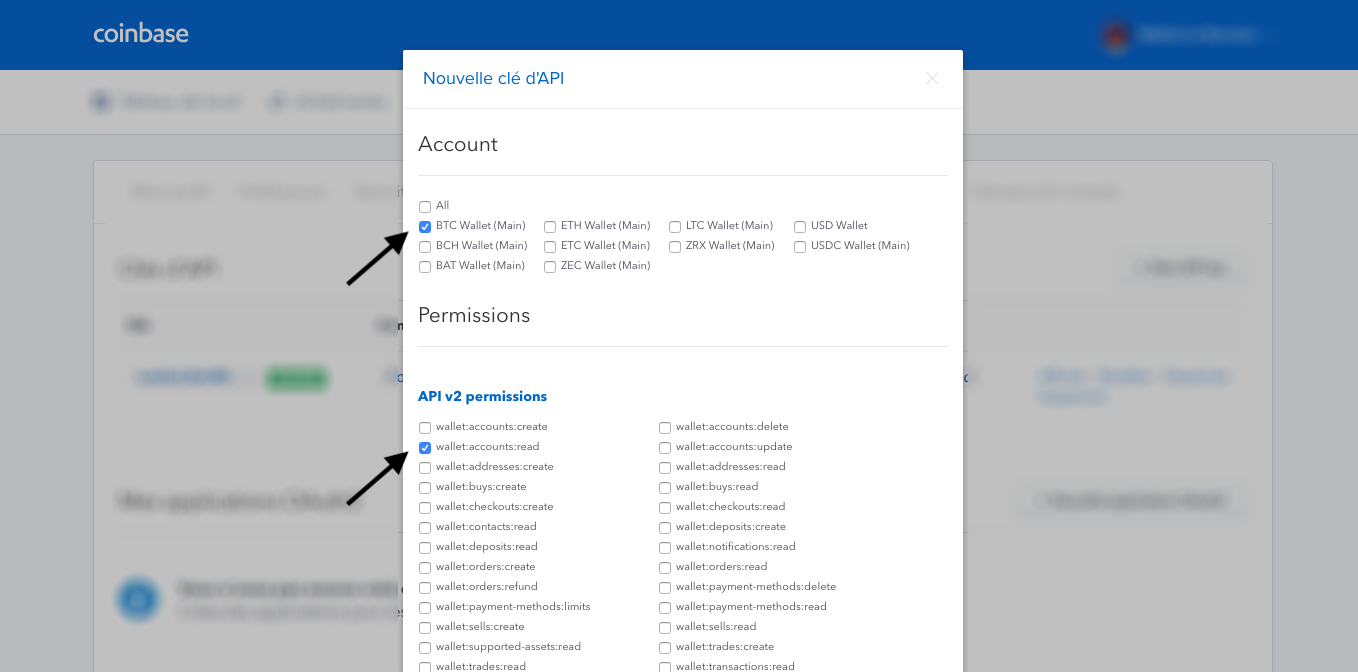 coinbase
Nouvelle clé d'API
Account
All
BTC Wallet (Main) ETH Wallet (Main) LTC Wallet (Main) USD Wallet
BCH Wallet (Main) ETC Wallet (Main) ZRX Wallet (Main) USDC Wallet (Main)
BAT Wallet (Main) ZEC Wallet (Main)
Permissions
API v2 permissions
wallet:accounts:create wallet:accounts:delete
wallet:accounts:read wallet:accounts:update
wallet:addresses:create wallet:addresses:read
wallet:buys:create wallet:buys:read
wallet:checkouts:create wallet:checkouts:read
wallet:contacts:read wallet:deposits:create
wallet:deposits:read wallet:notifications:read
wallet:orders:create wallet:orders:read
wallet:orders:refund wallet:payment-methods:delete
wallet:payment-methods:limits wallet:payment-methods:read
wallet:sells:create wallet:sells:read
wallet:supported-assets:read wallet:trades:create
wallet:trades:read wallet:transactions:read